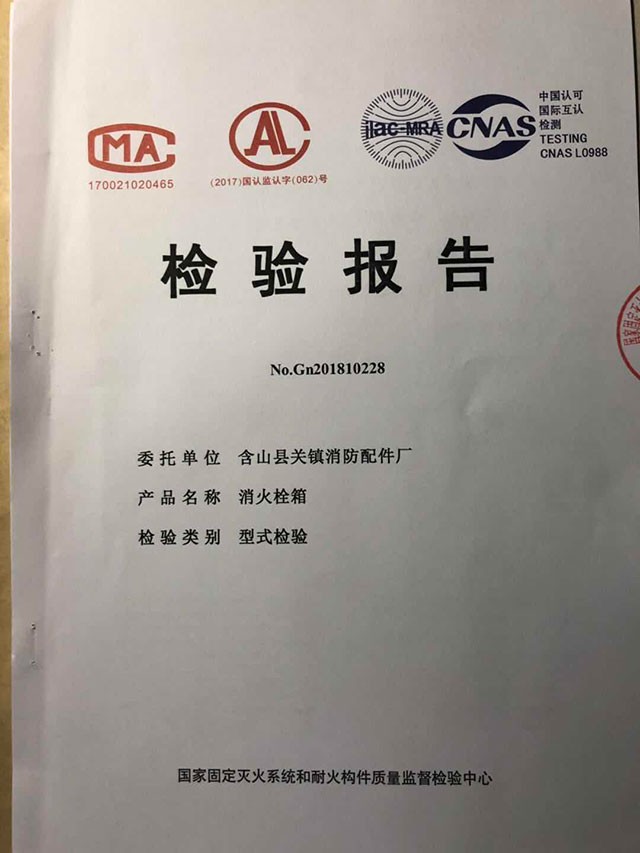 MA
170021020465
CAL
(2017)国认监认字(062)号
ilac-MRA
CNAS
中国认可
国际互认
检测
TESTING
CNAS L0988
检验报告
No.Gn201810228
委托单位 含山县关镇消防配件厂
产品名称 消火栓箱
检验类别 型式检验
国家固定灭火系统和耐火构件质量监督检验中心